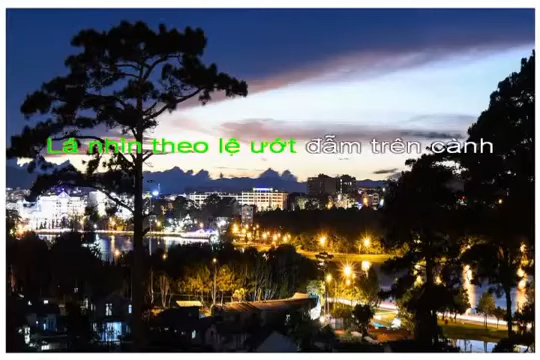 Lá nhìn theo lệ ướt đẫm trên cành